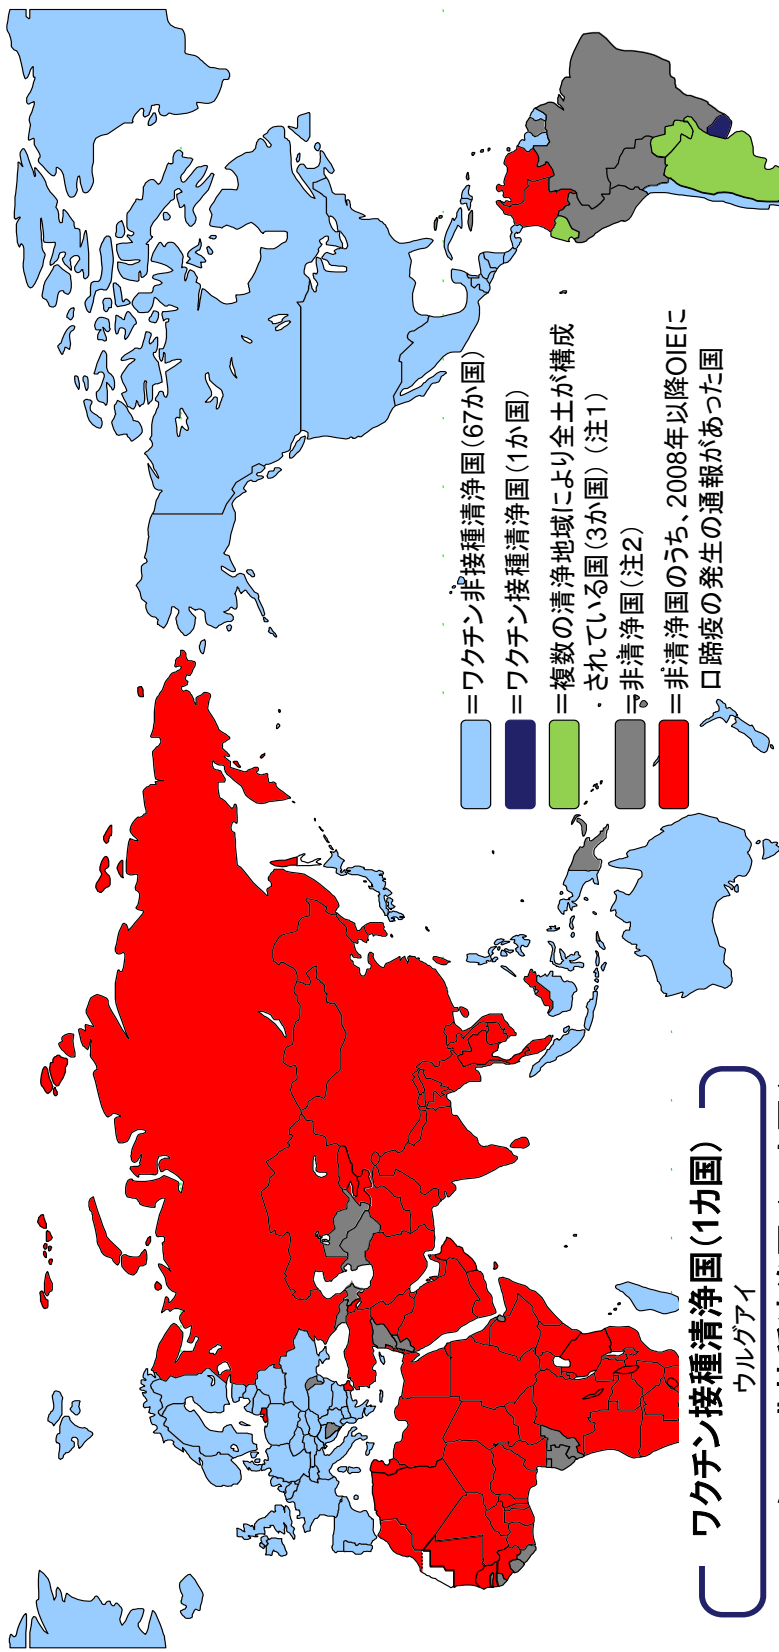 =ワクチン非接種清浄国(67か国)
=ワクチン接種清浄国(1か国)
=複数の清浄地域により全土が構成
されている国(3か国)(注1)
=非清浄国(注2)
=非清浄国のうち、2008年以降OIEに
口蹄疫の発生の通報があった国
ワクチン接種清浄国(1カ国)
ウルグアイ